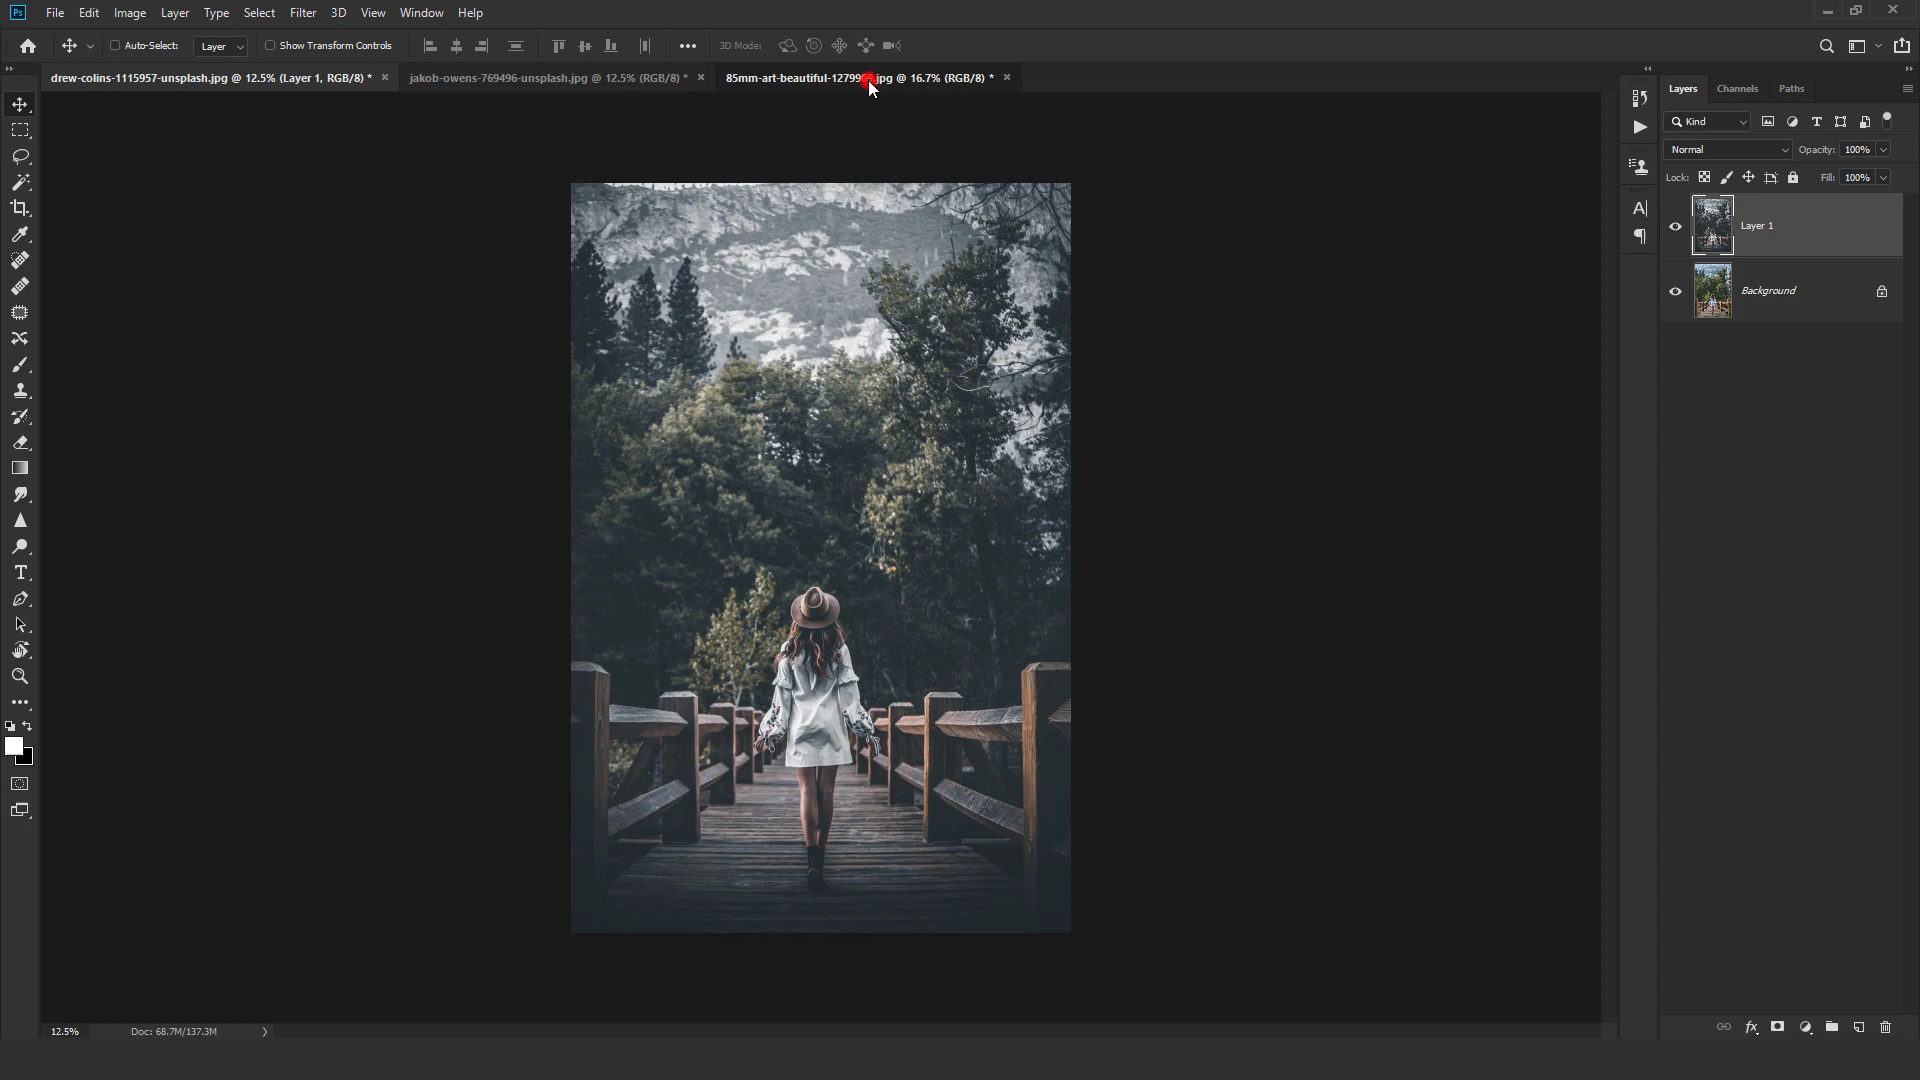 Ps File Edit Image Layer Type Select Filter 3D View Window Help
Auto-Select: Layer Show Transform Controls 3D Mode:
drew-colins-1115957-unsplash.jpg @ 12.5% (Layer 1, RGB/8) * jakob-owens-769496-unsplash.jpg @ 12.5% (RGB/8) * jpg @ 16.7% (RGB/8) *
Layers Channels Paths
Kind
Normal Opacity: 100%
Lock: Fill: 100%
Layer 1
Background
12.5% Doc: 68.7M/137.3M